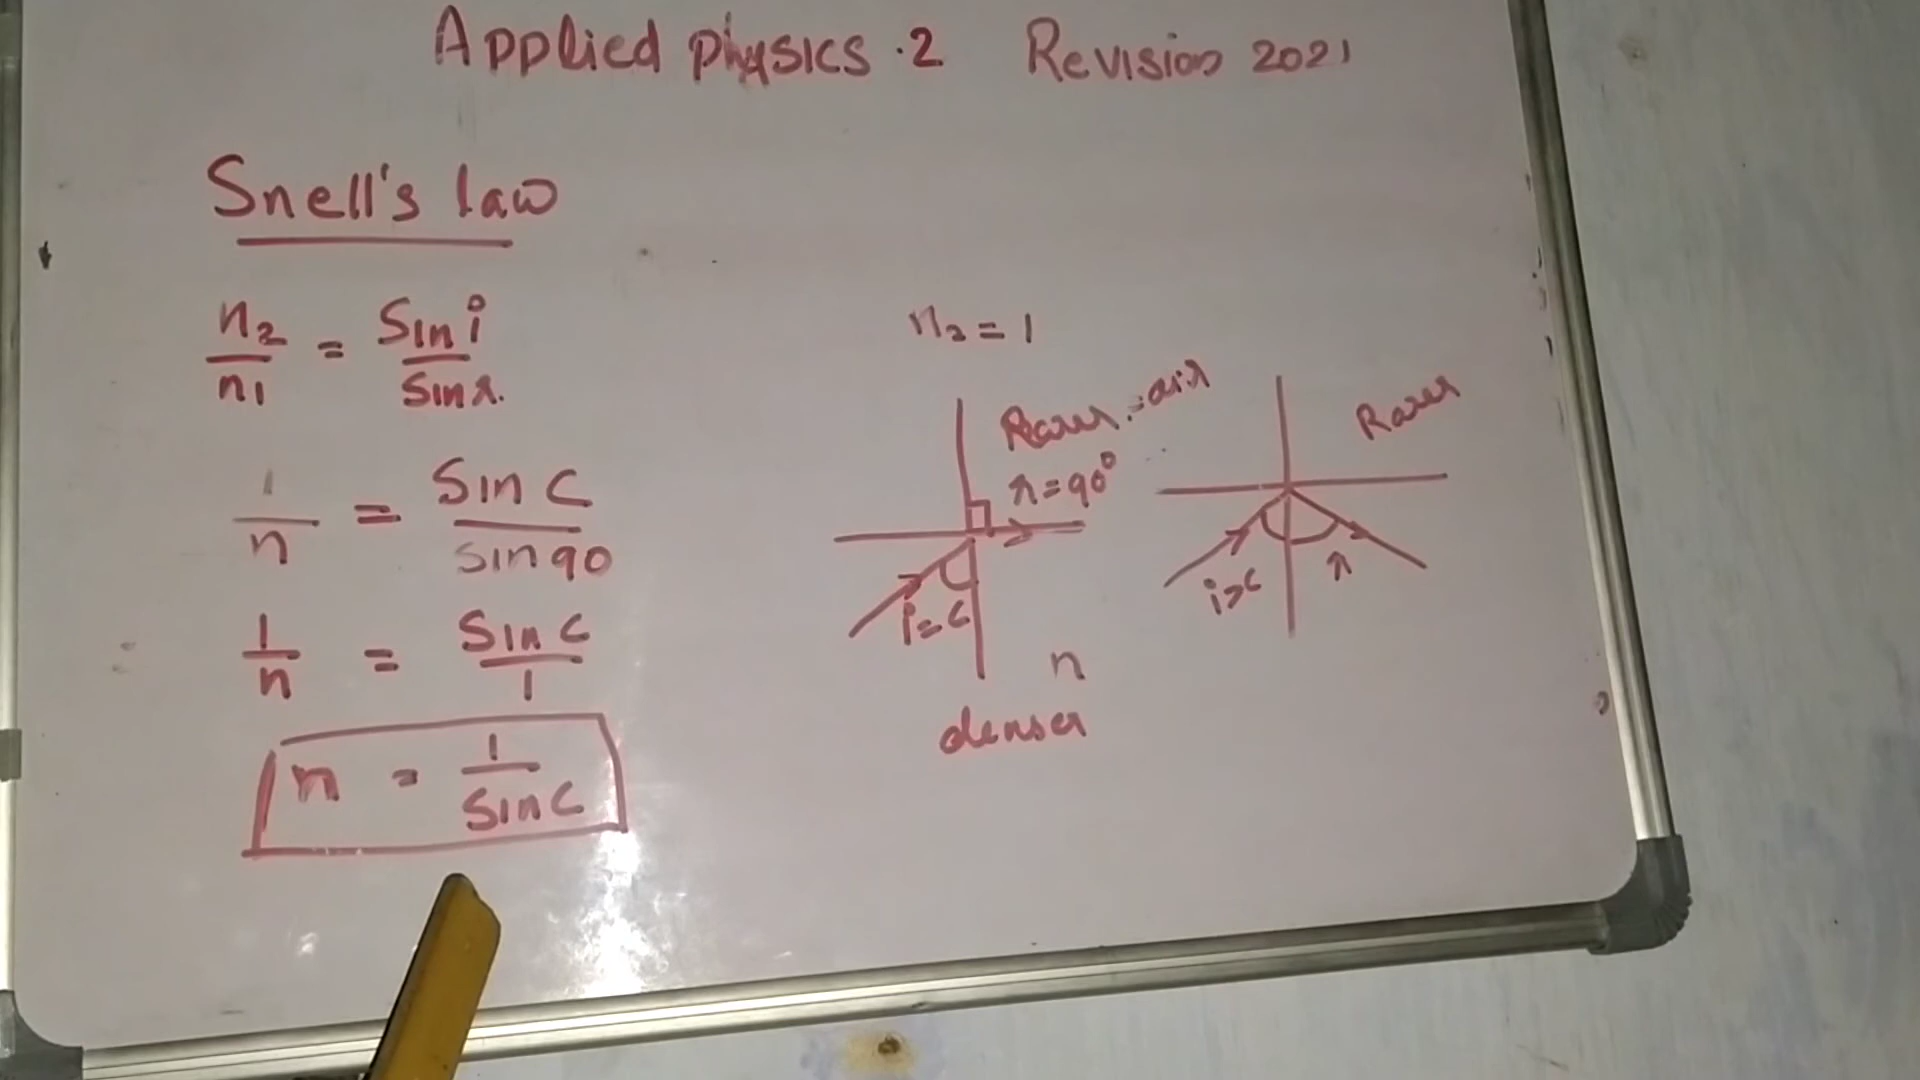 Applied physics .2 Revision 2021
Snell's law
n2/n1 = Sin i/Sin r.
1/n = Sin C/Sin 90
1/n = Sin C/1
n = 1/Sin C
n2 = 1
Rarer = air
r = 90°
i = C
n
denser
Rarer
i>c
r